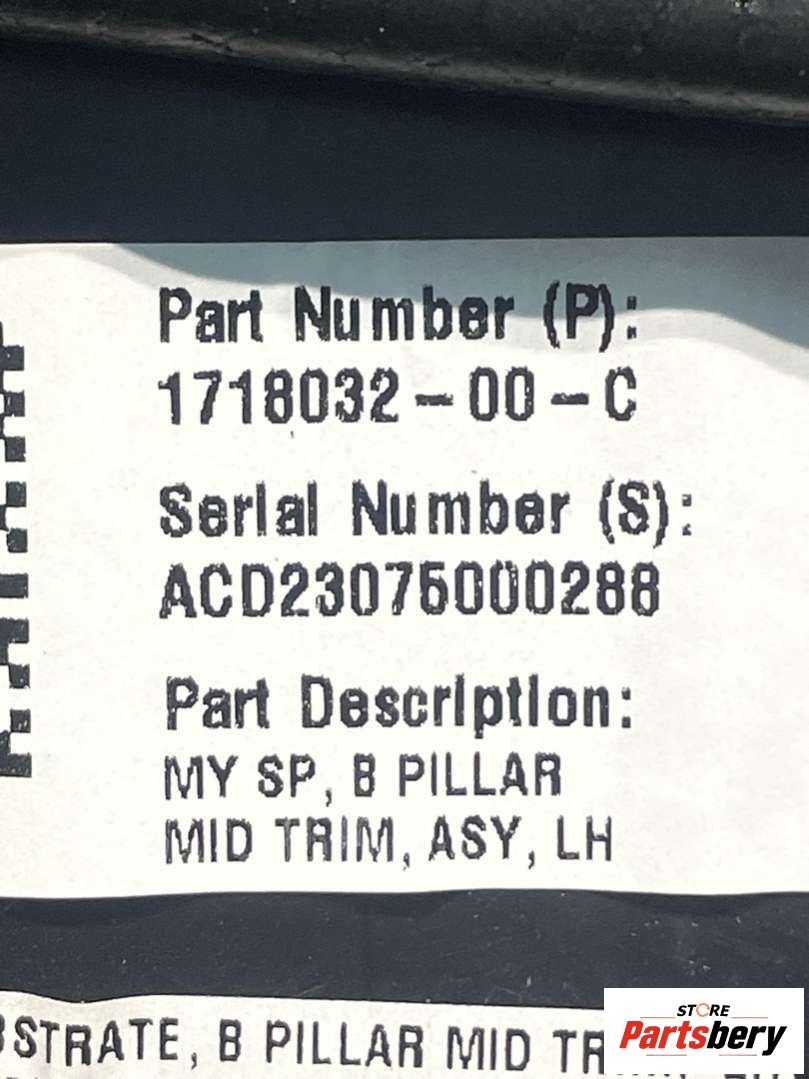 Part Number (P):
1718032-00-C
Serial Number (S):
ACD23075000288
Part Description:
MY SP, B PILLAR
MID TRIM, ASY, LH
STRATE, B PILLAR MID
STORE
Partsbery